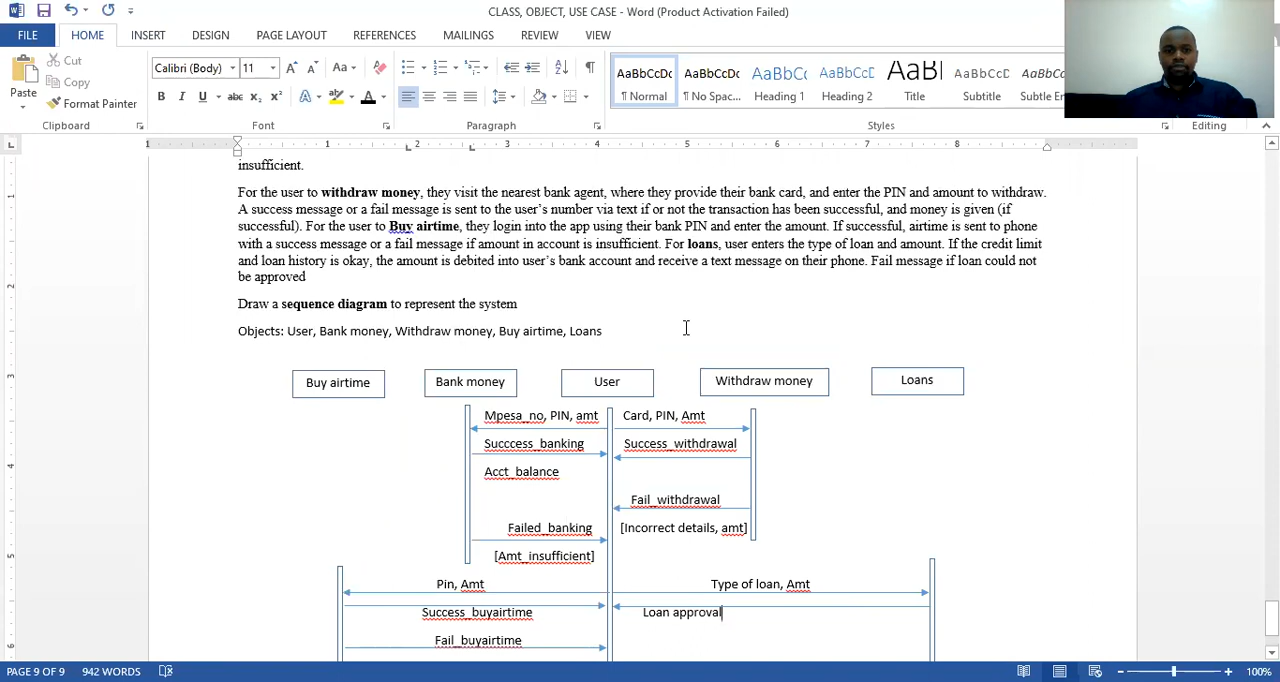 CLASS, OBJECT, USE CASE - Word (Product Activation Failed)
FILE HOME INSERT DESIGN PAGE LAYOUT REFERENCES MAILINGS REVIEW VIEW
Cut
Copy
Paste
Format Painter
Calibri (Body) 11
AaBbCcDc AaBbCcDc AaBbCc AaBbCcC AaBl AaBbCcD AaBbCcDc
¶ Normal ¶ No Spac... Heading 1 Heading 2 Title Subtitle Subtle Em
Clipboard Font Paragraph Styles Editing
insufficient.
For the user to withdraw money, they visit the nearest bank agent, where they provide their bank card, and enter the PIN and amount to withdraw.
A success message or a fail message is sent to the user's number via text if or not the transaction has been successful, and money is given (if
successful). For the user to Buy airtime, they login into the app using their bank PIN and enter the amount. If successful, airtime is sent to phone
with a success message or a fail message if amount in account is insufficient. For loans, user enters the type of loan and amount. If the credit limit
and loan history is okay, the amount is debited into user's bank account and receive a text message on their phone. Fail message if loan could not
be approved
Draw a sequence diagram to represent the system
Objects: User, Bank money, Withdraw money, Buy airtime, Loans
Buy airtime Bank money User Withdraw money Loans
Mpesa_no, PIN, amt Card, PIN, Amt
Succcess_banking Success_withdrawal
Acct_balance
Fail_withdrawal
Failed_banking [Incorrect details, amt]
[Amt_insufficient]
Pin, Amt Type of loan, Amt
Success_buyairtime Loan approval
Fail_buyairtime
PAGE 9 OF 9 942 WORDS 100%